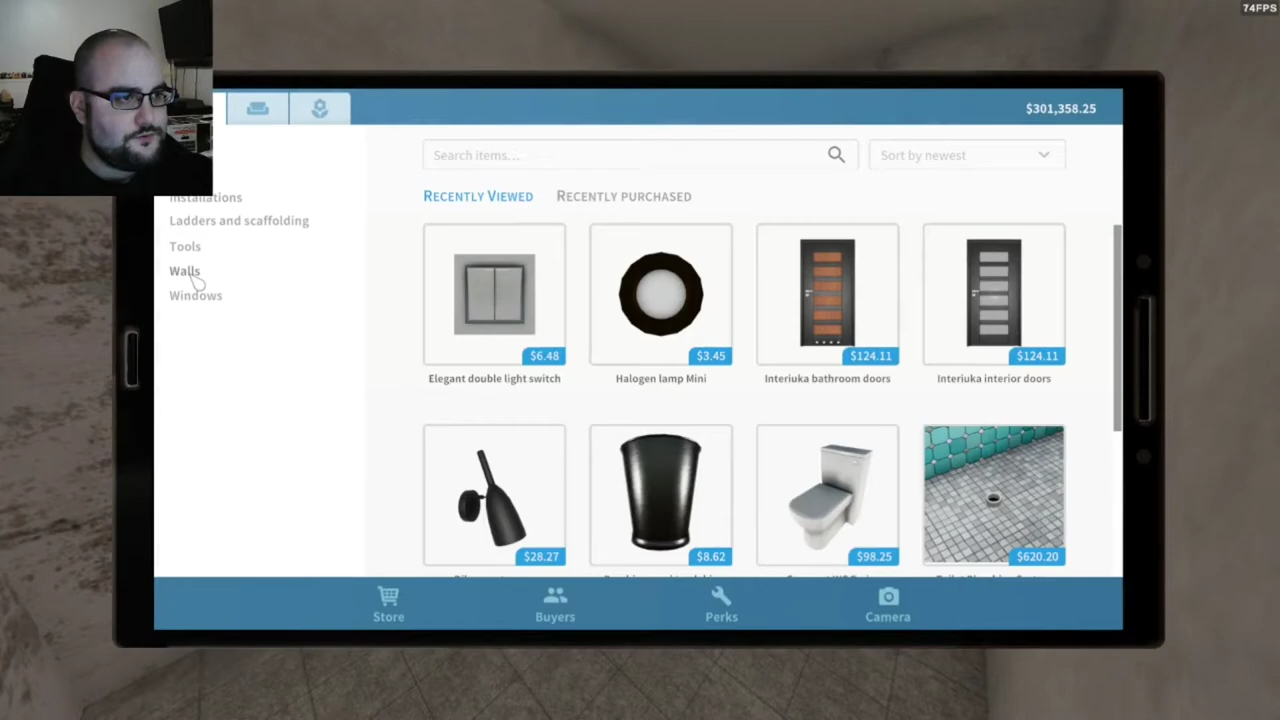 74FPS
$301,358.25
Search items...
Sort by newest
RECENTLY VIEWED
RECENTLY PURCHASED
Installations
Ladders and scaffolding
Tools
Walls
Windows
$6.48
$3.45
$124.11
$124.11
Elegant double light switch
Halogen lamp Mini
Interiuka bathroom doors
Interiuka interior doors
$28.27
$8.62
$98.25
$620.20
Store
Buyers
Perks
Camera